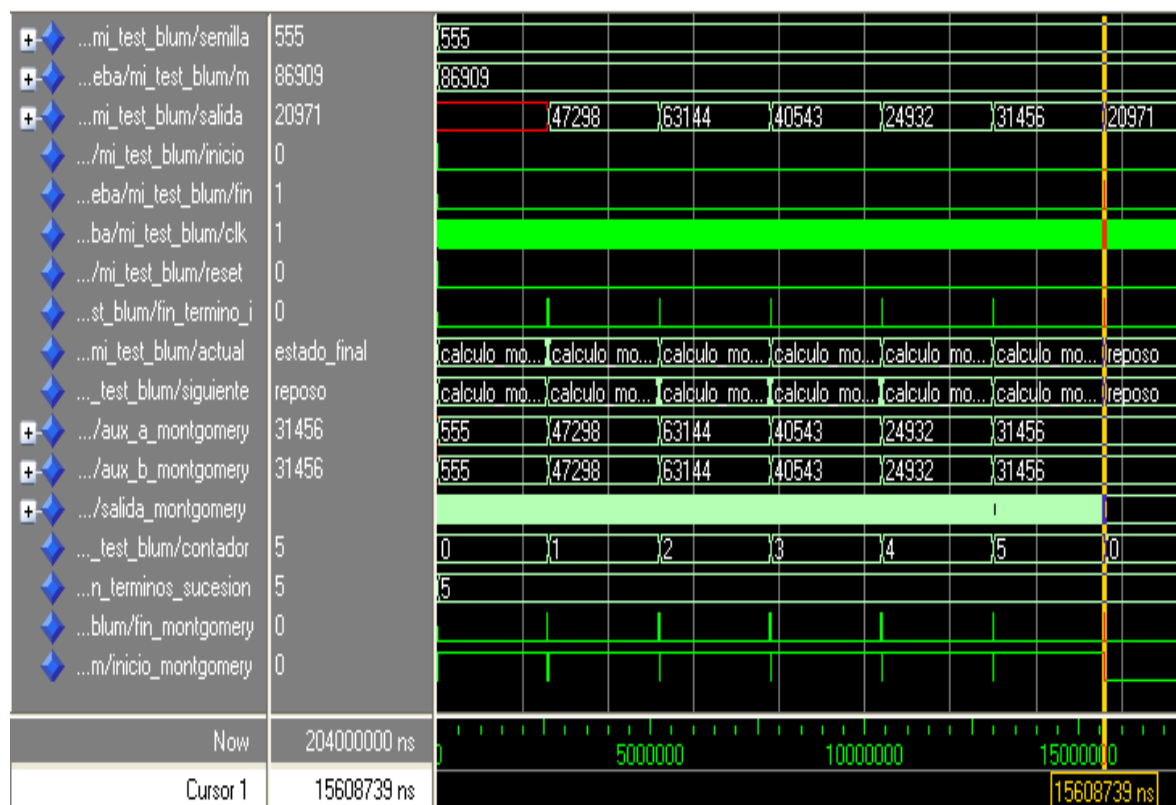 ...mi_test_blum/semilla 555 555
...eba/mi_test_blum/m 86909 86909
...mi_test_blum/salida 20971 47298 63144 40543 24932 31456 20971
.../mi_test_blum/inicio 0
...eba/mi_test_blum/fin 1
...ba/mi_test_blum/clk 1
.../mi_test_blum/reset 0
...st_blum/fin_termino_i 0
...mi_test_blum/actual estado_final calculo_mo... calculo_mo... calculo_mo... calculo_mo... calculo_mo... calculo_mo... reposo
..._test_blum/siguiente reposo calculo_mo... calculo_mo... calculo_mo... calculo_mo... calculo_mo... calculo_mo... reposo
.../aux_a_montgomery 31456 555 47298 63144 40543 24932 31456
.../aux_b_montgomery 31456 555 47298 63144 40543 24932 31456
.../salida_montgomery
..._test_blum/contador 5 0 1 2 3 4 5 0
...n_terminos_sucesion 5 5
...blum/fin_montgomery 0
...m/inicio_montgomery 0
Now 204000000 ns 0 5000000 10000000 15000000
Cursor 1 15608739 ns 15608739 ns